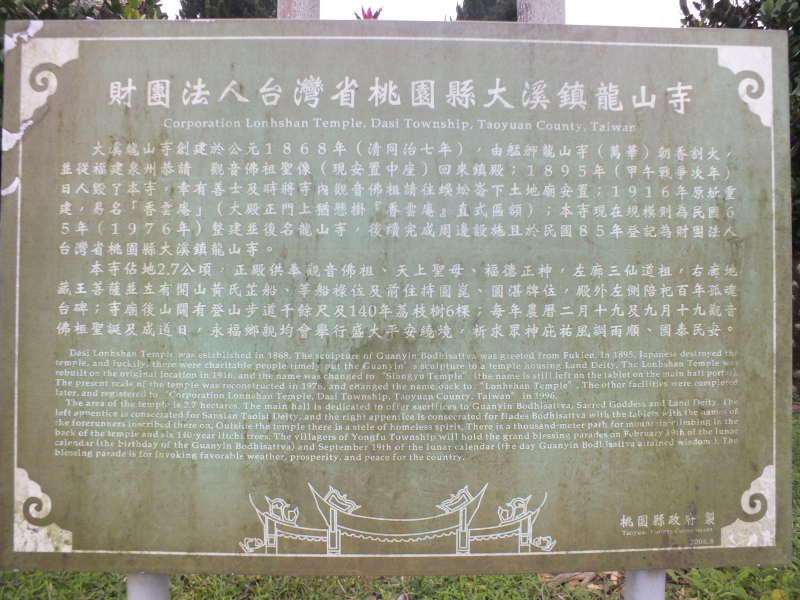 財團法人台灣省桃園縣大溪鎮龍山寺
Corporation Lonhshan Temple, Dasi Township, Taoyuan County, Taiwan
大溪龍山寺創建於公元1868年（清同治七年），由艋舺龍山寺（萬華）朝香割火，
並從福建泉州恭請 觀音佛祖聖像（現安置中座）回來鎮殿；1895年（甲午戰爭次年）
日人毀丁本寺，幸有善士及時將寺內觀音佛祖請往蜈蚣崙下土地廟安置；1916年原址重
建，易名「香雲庵」（大殿正門上猶懸掛『香雲庵』直式區額）；本寺現在規模則為民國6
5年（1976年）整建並復名龍山寺，後續完成周邊設施且於民國85年登記為財團法人
台灣省桃園縣大溪鎮龍山寺。
本寺佔地2.7公頃，正殿供奉觀音佛祖、天上聖母、福德正神，左廊三仙道祖，右廊地
藏王菩薩並立有開山黃氏芷船、華船祿位及前住持圓崑、圓湛牌位，殿外左側陪祀百年孤魂
台碑；寺廟後山闢有登山步道千餘尺及140年荔枝樹6棵；每年農曆二月十九及九月十九觀音
佛祖聖誕及成道日，永福鄉親均會舉行盛大平安繞境，祈求眾神庇祐風調雨順、國泰民安。
Dasi Lonhshan Temple was established in 1868. The sculpture of Guanyin Bodhisattva was greeted from Fukien. In 1895, Japanese destroyed the
temple, and luckily, there were charitable people timely put the Guanyin's sculpture to a temple housing Land Deity. The Lonhshan Temple was
rebuilt on the original location in 1916, and the name was changed to "Siangyu Temple" (the name is still left on the tablet on the main hall portal).
The present scale of the temple was reconstructed in 1976, and changed the name back to "Lonhshan Temple". The other facilities were completed
later, and registered to "Corporation Lonhshan Temple, Dasi Township, Taoyuan County, Taiwan" in 1996.
The area of the temple is 2.7 hectares. The main hall is dedicated to offer sacrifices to Guanyin Bodhisattva, Sacred Goddess and Land Deity. The
left appentice is consecrated for Sansian Taoist Deity, and the right appentice is consecrated for Hades Bodhisattva with the tablets with the names of
the forerunners inscribed there on. Outside the temple there is a stele of homeless spirit. There is a thousand-meter path for mountain-climbing in the
back of the temple and six 140-year litchi trees. The villagers of Yongfu Township will hold the grand blessing parades on February 19th of the lunar
calendar (the birthday of the Guanyin Bodhisattva) and September 19th of the lunar calendar (the day Guanyin Bodhisattva attained wisdom). The
blessing parade is for invoking favorable weather, prosperity, and peace for the country.
桃園縣政府 製
Taoyuan County Government
2006.8